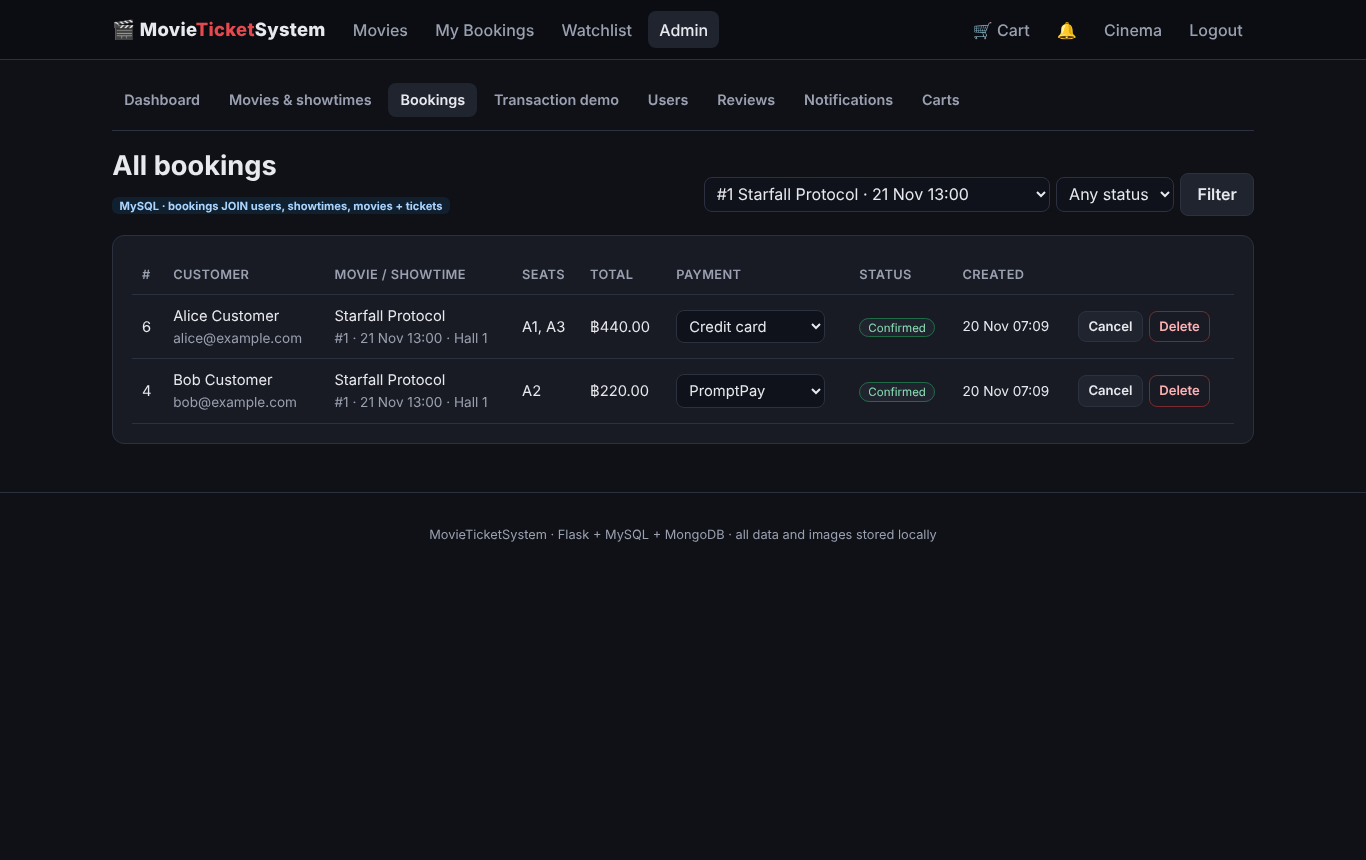 🎬 MovieTicketSystem Movies My Bookings Watchlist Admin 🛒 Cart 🔔 Cinema Logout
Dashboard Movies & showtimes Bookings Transaction demo Users Reviews Notifications Carts
All bookings
MySQL · bookings JOIN users, showtimes, movies + tickets
#1 Starfall Protocol · 21 Nov 13:00 Any status Filter
# CUSTOMER MOVIE / SHOWTIME SEATS TOTAL PAYMENT STATUS CREATED
6 Alice Customer Starfall Protocol A1, A3 ฿440.00 Credit card Confirmed 20 Nov 07:09 Cancel Delete
alice@example.com #1 · 21 Nov 13:00 · Hall 1
4 Bob Customer Starfall Protocol A2 ฿220.00 PromptPay Confirmed 20 Nov 07:09 Cancel Delete
bob@example.com #1 · 21 Nov 13:00 · Hall 1
MovieTicketSystem · Flask + MySQL + MongoDB · all data and images stored locally